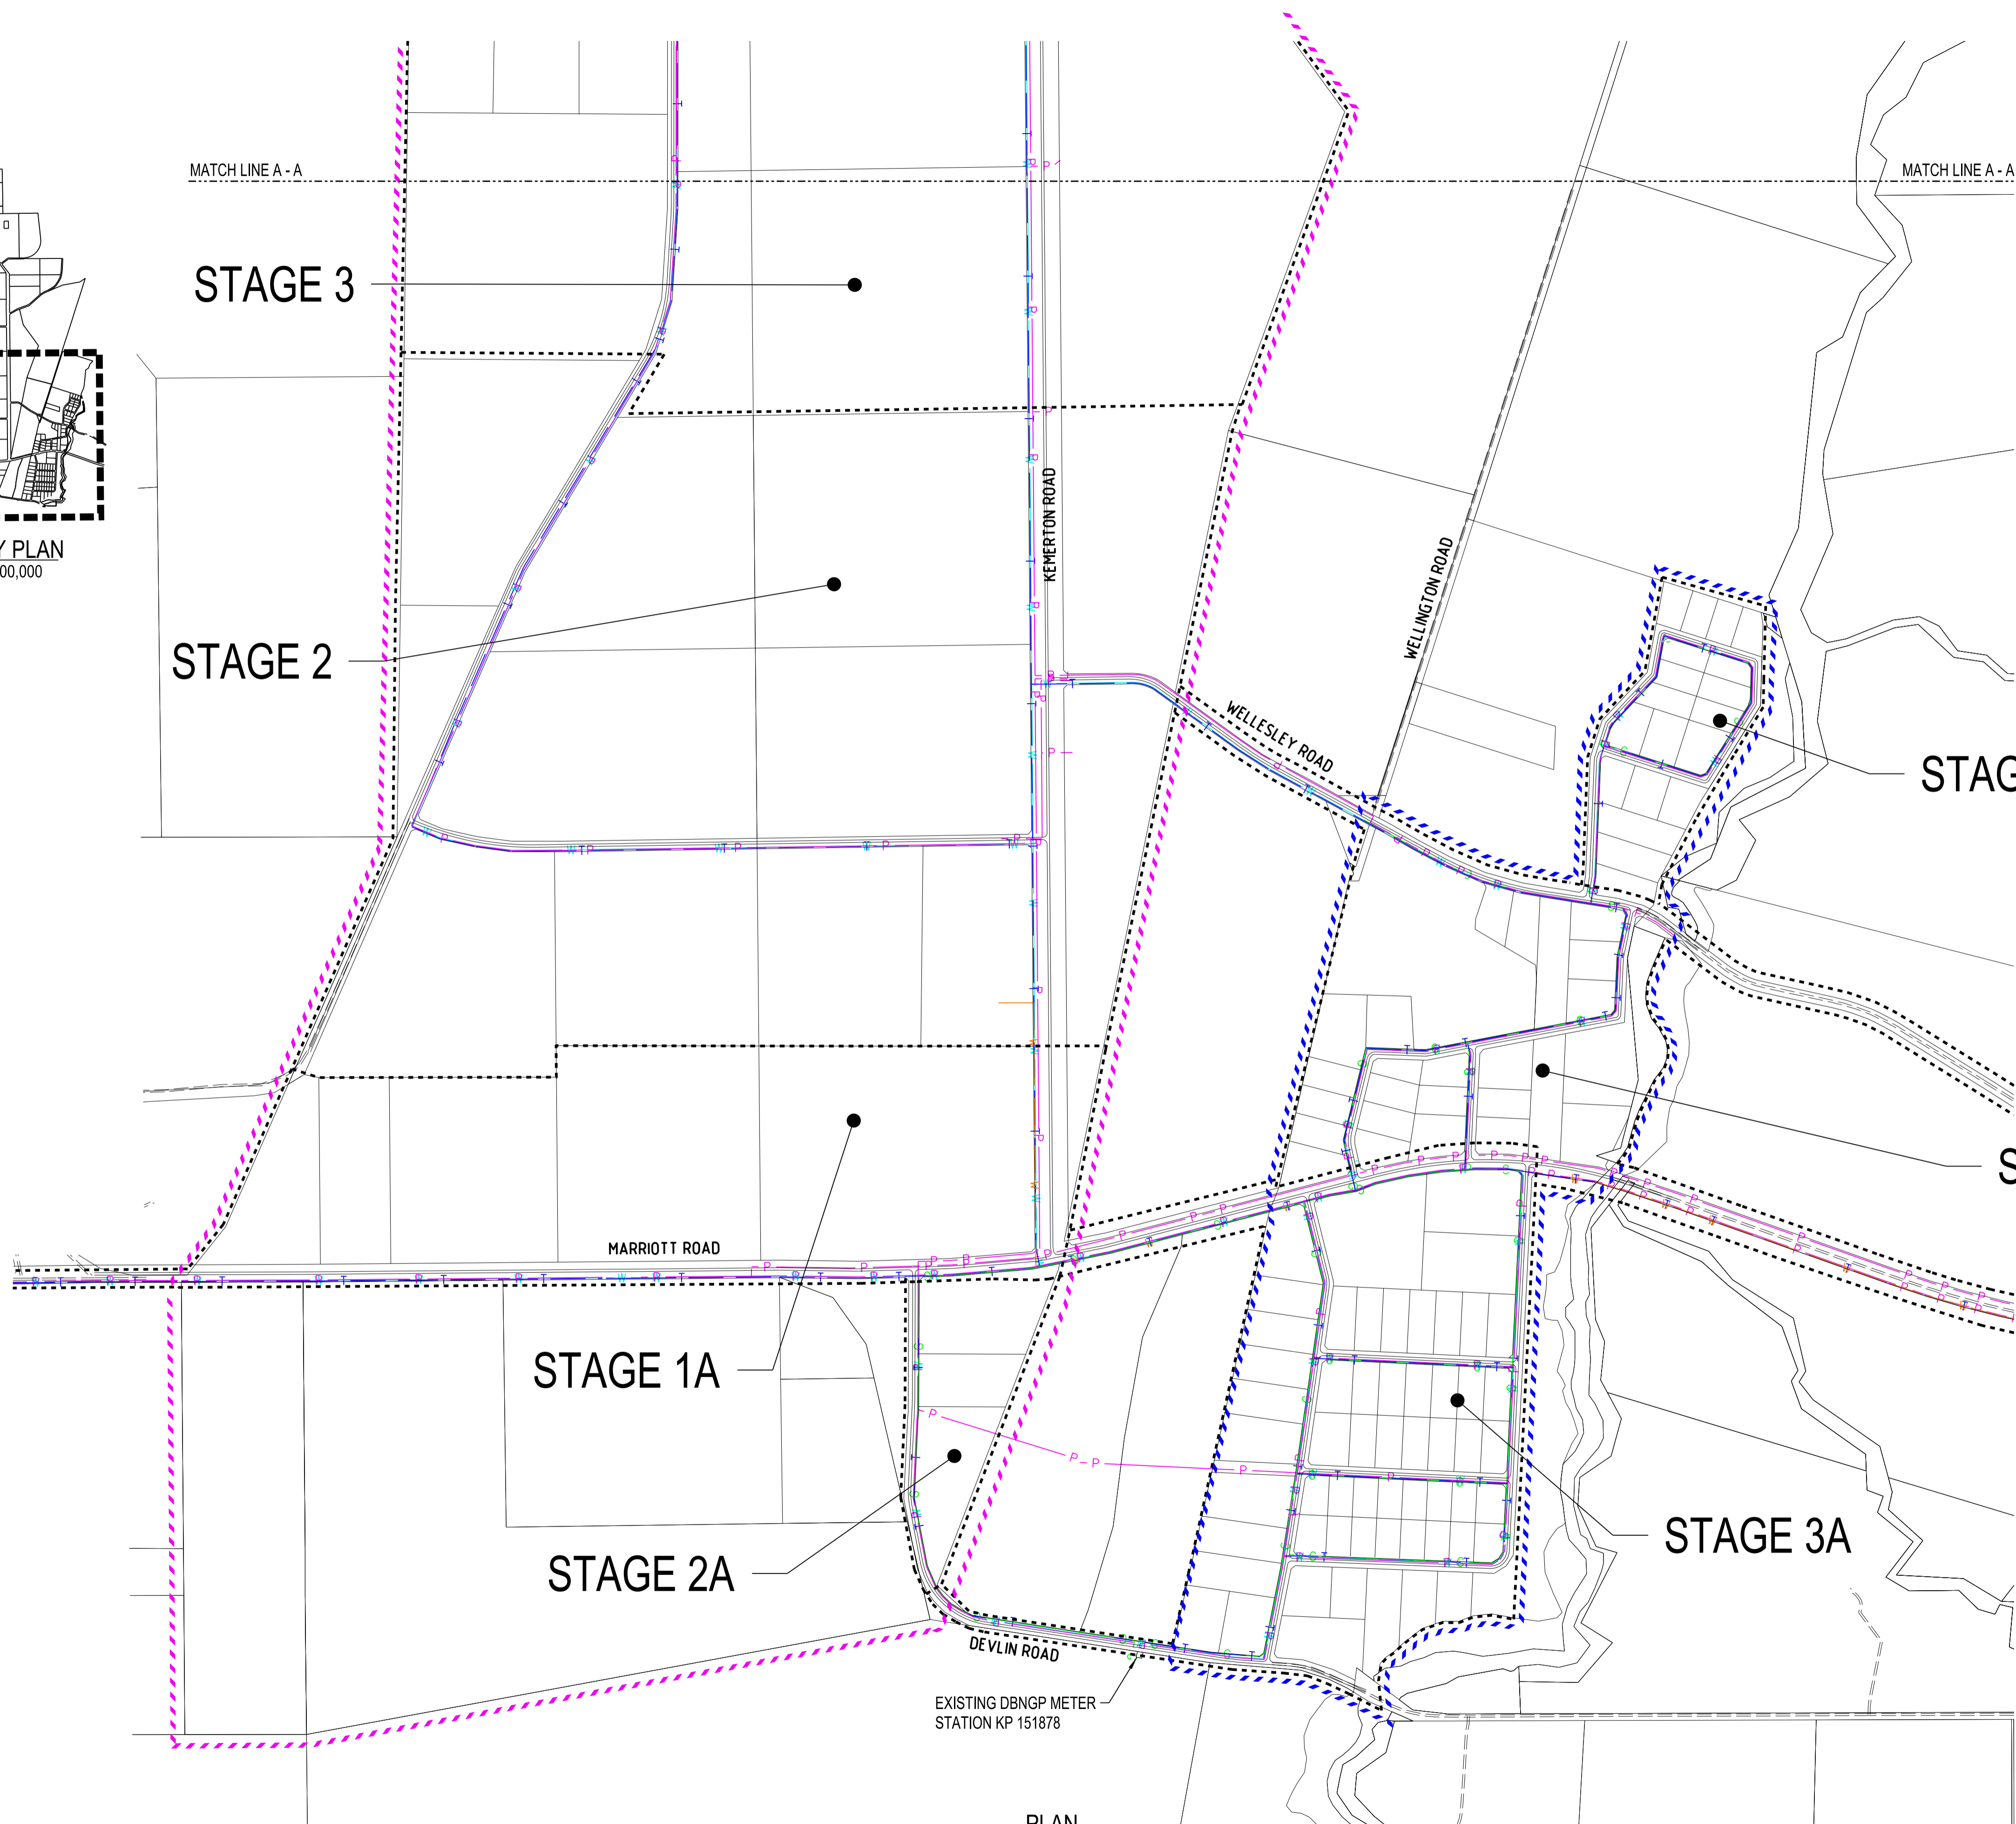 MATCH LINE A - A
MATCH LINE A - A
STAGE 3
Y PLAN
00,000
KEMERTON ROAD
WELLINGTON ROAD
STAGE 2
WELLESLEY ROAD
STAG
S
MARRIOTT ROAD
STAGE 1A
STAGE 2A
STAGE 3A
DEVLIN ROAD
EXISTING DBNGP METER
STATION KP 151878
PLAN